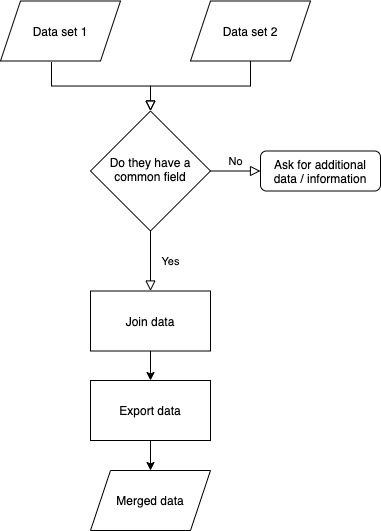 Data set 1
Data set 2
Do they have a
common field
No
Ask for additional
data / information
Yes
Join data
Export data
Merged data